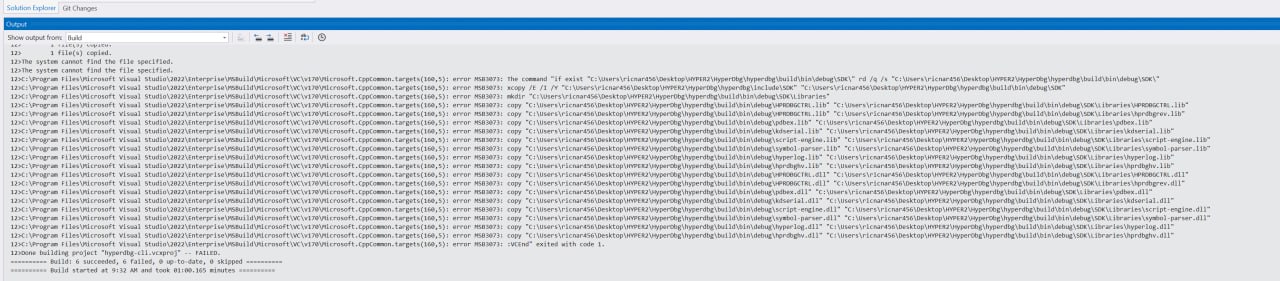 Solution Explorer Git Changes
Output
Show output from: Build
12> 1 file(s) copied.
12> 1 file(s) copied.
12>The system cannot find the file specified.
12>The system cannot find the file specified.
12>C:\Program Files\Microsoft Visual Studio\2022\Enterprise\MSBuild\Microsoft\VC\v170\Microsoft.CppCommon.targets(160,5): error MSB3073: The command "if exist "C:\Users\ricnar456\Desktop\HYPER2\HyperDbg\hyperdbg\build\bin\debug\SDK\" rd /q /s "C:\Users\ricnar456\Desktop\HYPER2\HyperDbg\hyperdbg\build\bin\debug\SDK\"
12>C:\Program Files\Microsoft Visual Studio\2022\Enterprise\MSBuild\Microsoft\VC\v170\Microsoft.CppCommon.targets(160,5): error MSB3073: xcopy /E /I /Y "C:\Users\ricnar456\Desktop\HYPER2\HyperDbg\hyperdbg\include\SDK" "C:\Users\ricnar456\Desktop\HYPER2\HyperDbg\hyperdbg\build\bin\debug\SDK"
12>C:\Program Files\Microsoft Visual Studio\2022\Enterprise\MSBuild\Microsoft\VC\v170\Microsoft.CppCommon.targets(160,5): error MSB3073: mkdir "C:\Users\ricnar456\Desktop\HYPER2\HyperDbg\hyperdbg\build\bin\debug\SDK\Libraries"
12>C:\Program Files\Microsoft Visual Studio\2022\Enterprise\MSBuild\Microsoft\VC\v170\Microsoft.CppCommon.targets(160,5): error MSB3073: copy "C:\Users\ricnar456\Desktop\HYPER2\HyperDbg\hyperdbg\build\bin\debug\HPRDBGCTRL.lib" "C:\Users\ricnar456\Desktop\HYPER2\HyperDbg\hyperdbg\build\bin\debug\SDK\Libraries\HPRDBGCTRL.lib"
12>C:\Program Files\Microsoft Visual Studio\2022\Enterprise\MSBuild\Microsoft\VC\v170\Microsoft.CppCommon.targets(160,5): error MSB3073: copy "C:\Users\ricnar456\Desktop\HYPER2\HyperDbg\hyperdbg\build\bin\debug\HPRDBGCTRL.lib" "C:\Users\ricnar456\Desktop\HYPER2\HyperDbg\hyperdbg\build\bin\debug\SDK\Libraries\hprdbgrev.lib"
12>C:\Program Files\Microsoft Visual Studio\2022\Enterprise\MSBuild\Microsoft\VC\v170\Microsoft.CppCommon.targets(160,5): error MSB3073: copy "C:\Users\ricnar456\Desktop\HYPER2\HyperDbg\hyperdbg\build\bin\debug\pdbex.lib" "C:\Users\ricnar456\Desktop\HYPER2\HyperDbg\hyperdbg\build\bin\debug\SDK\Libraries\pdbex.lib"
12>C:\Program Files\Microsoft Visual Studio\2022\Enterprise\MSBuild\Microsoft\VC\v170\Microsoft.CppCommon.targets(160,5): error MSB3073: copy "C:\Users\ricnar456\Desktop\HYPER2\HyperDbg\hyperdbg\build\bin\debug\kdserial.lib" "C:\Users\ricnar456\Desktop\HYPER2\HyperDbg\hyperdbg\build\bin\debug\SDK\Libraries\kdserial.lib"
12>C:\Program Files\Microsoft Visual Studio\2022\Enterprise\MSBuild\Microsoft\VC\v170\Microsoft.CppCommon.targets(160,5): error MSB3073: copy "C:\Users\ricnar456\Desktop\HYPER2\HyperDbg\hyperdbg\build\bin\debug\script-engine.lib" "C:\Users\ricnar456\Desktop\HYPER2\HyperDbg\hyperdbg\build\bin\debug\SDK\Libraries\script-engine.lib"
12>C:\Program Files\Microsoft Visual Studio\2022\Enterprise\MSBuild\Microsoft\VC\v170\Microsoft.CppCommon.targets(160,5): error MSB3073: copy "C:\Users\ricnar456\Desktop\HYPER2\HyperDbg\hyperdbg\build\bin\debug\symbol-parser.lib" "C:\Users\ricnar456\Desktop\HYPER2\HyperDbg\hyperdbg\build\bin\debug\SDK\Libraries\symbol-parser.lib"
12>C:\Program Files\Microsoft Visual Studio\2022\Enterprise\MSBuild\Microsoft\VC\v170\Microsoft.CppCommon.targets(160,5): error MSB3073: copy "C:\Users\ricnar456\Desktop\HYPER2\HyperDbg\hyperdbg\build\bin\debug\hyperlog.lib" "C:\Users\ricnar456\Desktop\HYPER2\HyperDbg\hyperdbg\build\bin\debug\SDK\Libraries\hyperlog.lib"
12>C:\Program Files\Microsoft Visual Studio\2022\Enterprise\MSBuild\Microsoft\VC\v170\Microsoft.CppCommon.targets(160,5): error MSB3073: copy "C:\Users\ricnar456\Desktop\HYPER2\HyperDbg\hyperdbg\build\bin\debug\hprdbghv.lib" "C:\Users\ricnar456\Desktop\HYPER2\HyperDbg\hyperdbg\build\bin\debug\SDK\Libraries\hprdbghv.lib"
12>C:\Program Files\Microsoft Visual Studio\2022\Enterprise\MSBuild\Microsoft\VC\v170\Microsoft.CppCommon.targets(160,5): error MSB3073: copy "C:\Users\ricnar456\Desktop\HYPER2\HyperDbg\hyperdbg\build\bin\debug\HPRDBGCTRL.dll" "C:\Users\ricnar456\Desktop\HYPER2\HyperDbg\hyperdbg\build\bin\debug\SDK\Libraries\HPRDBGCTRL.dll"
12>C:\Program Files\Microsoft Visual Studio\2022\Enterprise\MSBuild\Microsoft\VC\v170\Microsoft.CppCommon.targets(160,5): error MSB3073: copy "C:\Users\ricnar456\Desktop\HYPER2\HyperDbg\hyperdbg\build\bin\debug\HPRDBGCTRL.dll" "C:\Users\ricnar456\Desktop\HYPER2\HyperDbg\hyperdbg\build\bin\debug\SDK\Libraries\hprdbgrev.dll"
12>C:\Program Files\Microsoft Visual Studio\2022\Enterprise\MSBuild\Microsoft\VC\v170\Microsoft.CppCommon.targets(160,5): error MSB3073: copy "C:\Users\ricnar456\Desktop\HYPER2\HyperDbg\hyperdbg\build\bin\debug\pdbex.dll" "C:\Users\ricnar456\Desktop\HYPER2\HyperDbg\hyperdbg\build\bin\debug\SDK\Libraries\pdbex.dll"
12>C:\Program Files\Microsoft Visual Studio\2022\Enterprise\MSBuild\Microsoft\VC\v170\Microsoft.CppCommon.targets(160,5): error MSB3073: copy "C:\Users\ricnar456\Desktop\HYPER2\HyperDbg\hyperdbg\build\bin\debug\kdserial.dll" "C:\Users\ricnar456\Desktop\HYPER2\HyperDbg\hyperdbg\build\bin\debug\SDK\Libraries\kdserial.dll"
12>C:\Program Files\Microsoft Visual Studio\2022\Enterprise\MSBuild\Microsoft\VC\v170\Microsoft.CppCommon.targets(160,5): error MSB3073: copy "C:\Users\ricnar456\Desktop\HYPER2\HyperDbg\hyperdbg\build\bin\debug\script-engine.dll" "C:\Users\ricnar456\Desktop\HYPER2\HyperDbg\hyperdbg\build\bin\debug\SDK\Libraries\script-engine.dll"
12>C:\Program Files\Microsoft Visual Studio\2022\Enterprise\MSBuild\Microsoft\VC\v170\Microsoft.CppCommon.targets(160,5): error MSB3073: copy "C:\Users\ricnar456\Desktop\HYPER2\HyperDbg\hyperdbg\build\bin\debug\symbol-parser.dll" "C:\Users\ricnar456\Desktop\HYPER2\HyperDbg\hyperdbg\build\bin\debug\SDK\Libraries\symbol-parser.dll"
12>C:\Program Files\Microsoft Visual Studio\2022\Enterprise\MSBuild\Microsoft\VC\v170\Microsoft.CppCommon.targets(160,5): error MSB3073: copy "C:\Users\ricnar456\Desktop\HYPER2\HyperDbg\hyperdbg\build\bin\debug\hyperlog.dll" "C:\Users\ricnar456\Desktop\HYPER2\HyperDbg\hyperdbg\build\bin\debug\SDK\Libraries\hyperlog.dll"
12>C:\Program Files\Microsoft Visual Studio\2022\Enterprise\MSBuild\Microsoft\VC\v170\Microsoft.CppCommon.targets(160,5): error MSB3073: copy "C:\Users\ricnar456\Desktop\HYPER2\HyperDbg\hyperdbg\build\bin\debug\hprdbghv.dll" "C:\Users\ricnar456\Desktop\HYPER2\HyperDbg\hyperdbg\build\bin\debug\SDK\Libraries\hprdbghv.dll"
12>C:\Program Files\Microsoft Visual Studio\2022\Enterprise\MSBuild\Microsoft\VC\v170\Microsoft.CppCommon.targets(160,5): error MSB3073: :VCEnd" exited with code 1.
12>Done building project "hyperdbg-cli.vcxproj" -- FAILED.
========== Build: 6 succeeded, 6 failed, 0 up-to-date, 0 skipped ==========
========== Build started at 9:32 AM and took 01:00.165 minutes ==========